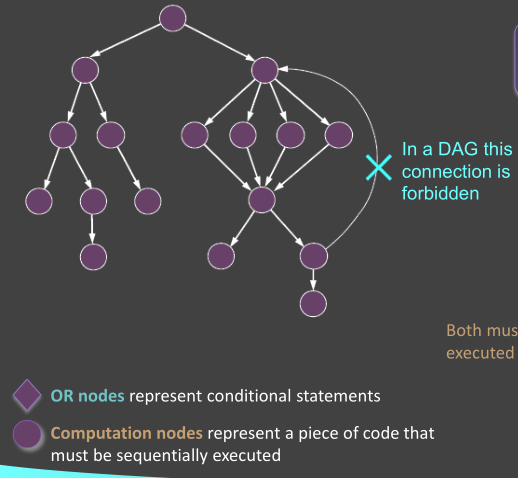 In a DAG this
connection is
forbidden
Both mus
executed
OR nodes represent conditional statements
Computation nodes represent a piece of code that
must be sequentially executed